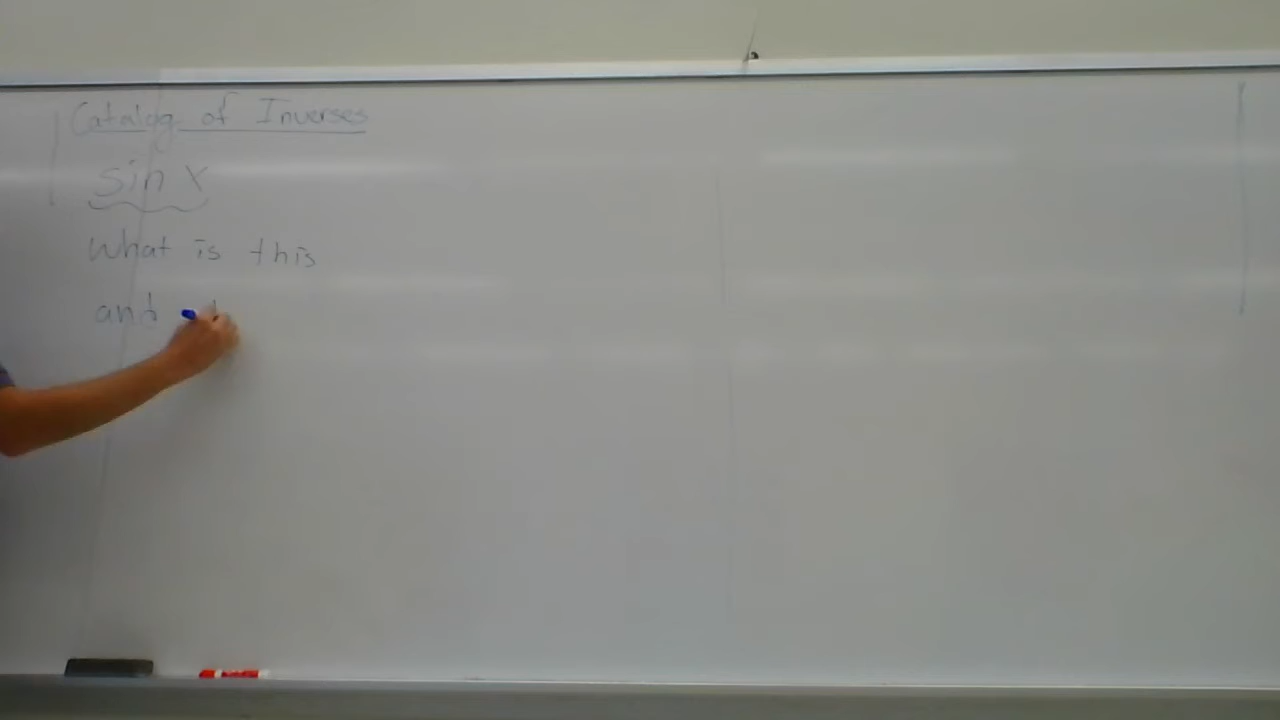 Catalog of Inverses
sin x
What is this
and